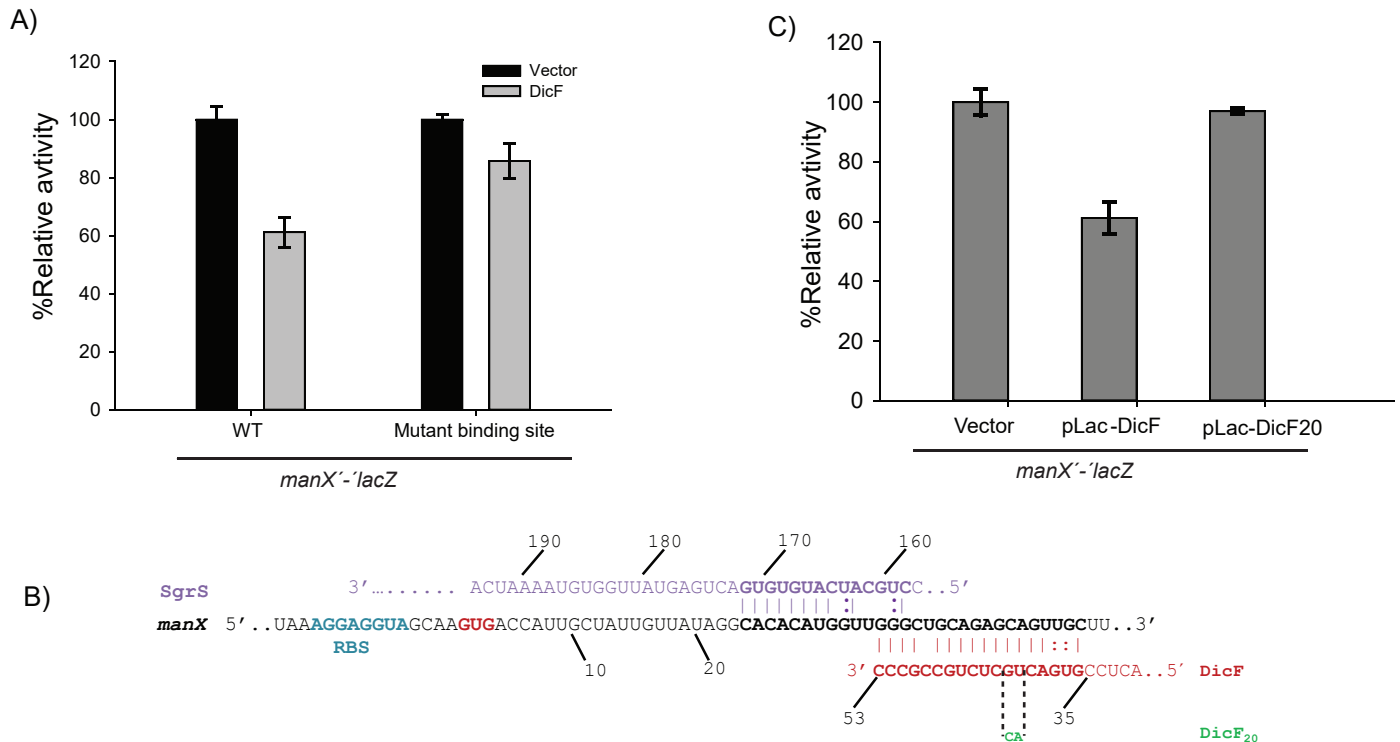 A)
120
100
80
60
40
20
0
%Relative avtivity
Vector
DicF
WT
Mutant binding site
manX′-′lacZ
C)
120
100
80
60
40
20
0
%Relative avtivity
Vector
pLac-DicF
pLac-DicF20
manX′-′lacZ
B)
190
180
170
160
SgrS
3′ ....... ACUAAAAUGUGGUUAUGAGUCAGUGUGUACUACGUCC..5′
manX
5′..UAAAGGAGGUAGCAAGUGACCAUUGCUAUUGUUAUAGGCACACAUGGUUGGGCUGCAGAGCAGUUGCUU..3′
RBS
10
20
3′CCCGCCGUCUCGUCAGUGCCUCA..5′
DicF
53
35
CA
DicF20